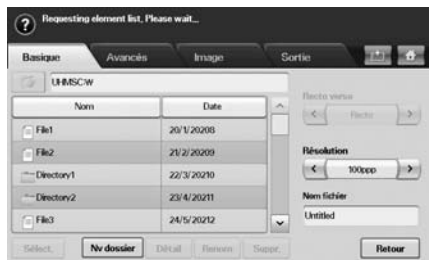 Requesting element list, Please wait...
Basique Avancés Image Sortie
UHMSC\W
Nom Date
File1 20/1/20208
File2 21/2/20209
Directory1 22/3/20210
Directory2 23/4/20211
File3 24/5/20212
Recto verso
Recto
Résolution
100ppp
Nom fichier
Untitled
Sélect. Nv dossier Détail Renom Suppr. Retour